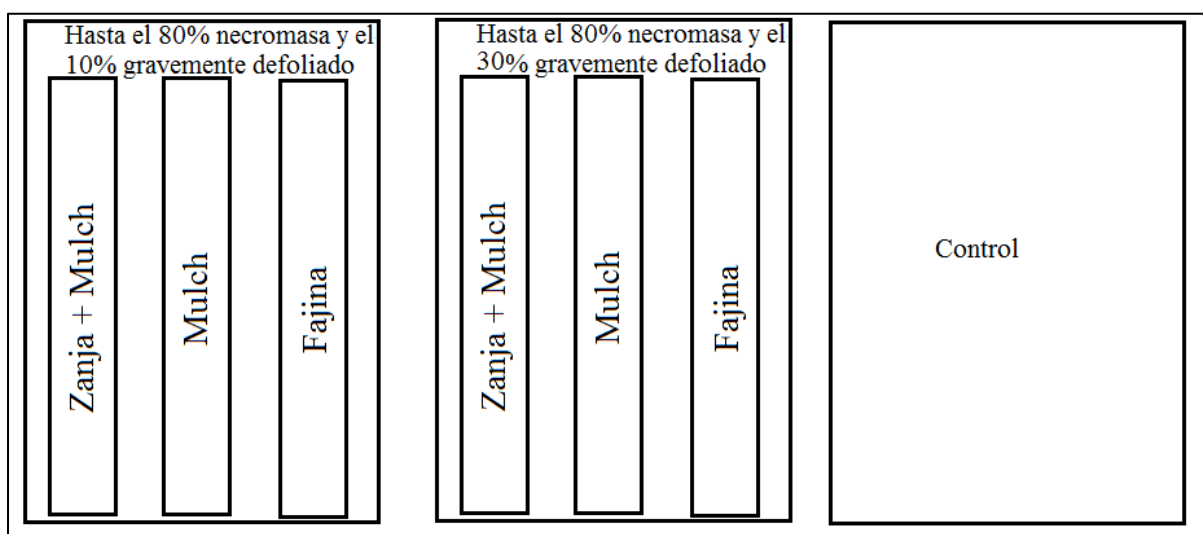 Hasta el 80% necromasa y el
10% gravemente defoliado
Zanja + Mulch
Mulch
Fajina
Hasta el 80% necromasa y el
30% gravemente defoliado
Zanja + Mulch
Mulch
Fajina
Control